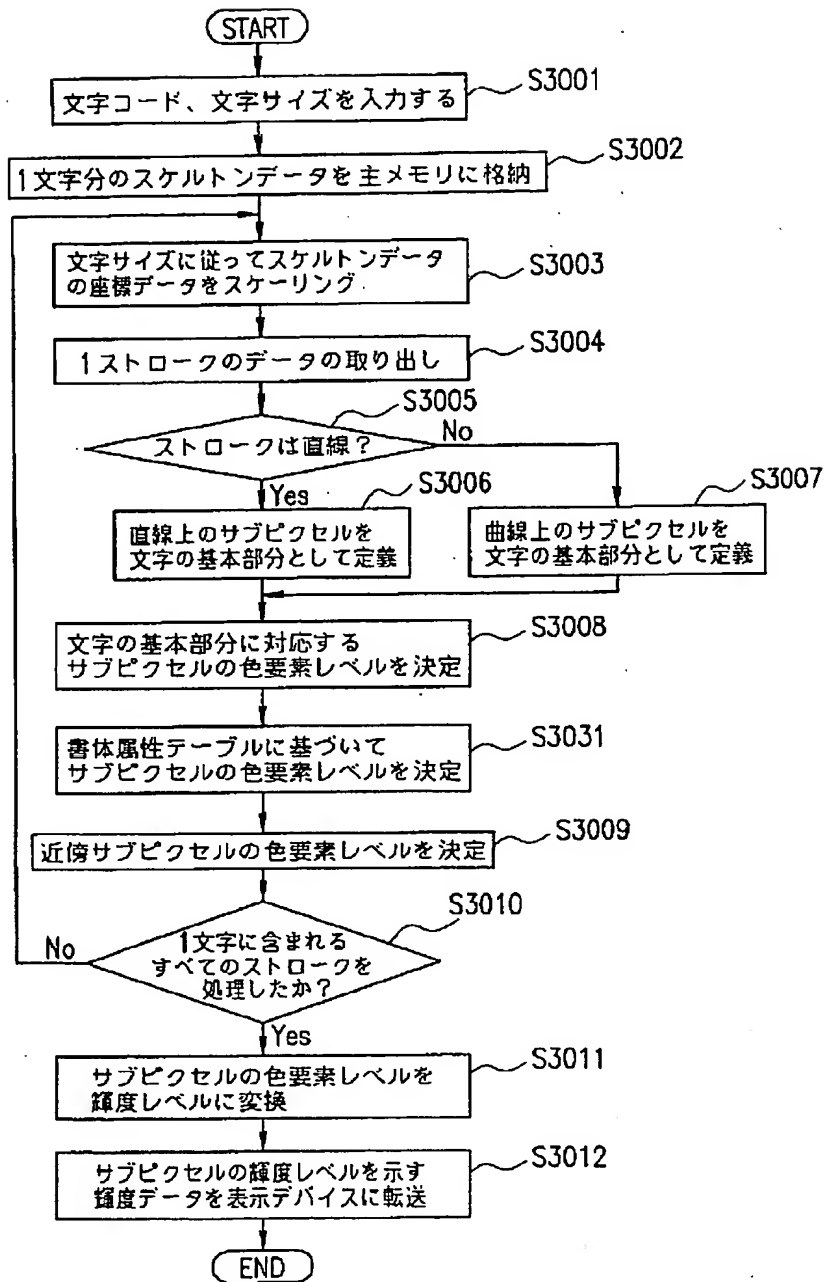 START
文字コード、文字サイズを入力する
S3001
1文字分のスケルトンデータを主メモリに格納
S3002
文字サイズに従ってスケルトンデータ
の座標データをスケーリング
S3003
1ストロークのデータの取り出し
S3004
ストロークは直線?
S3005
No
Yes
直線上のサブピクセルを
文字の基本部分として定義
S3006
曲線上のサブピクセルを
文字の基本部分として定義
S3007
文字の基本部分に対応する
サブピクセルの色要素レベルを決定
S3008
書体属性テーブルに基づいて
サブピクセルの色要素レベルを決定
S3031
近傍サブピクセルの色要素レベルを決定
S3009
1文字に含まれる
すべてのストロークを
処理したか?
S3010
No
Yes
サブピクセルの色要素レベルを
輝度レベルに変換
S3011
サブピクセルの輝度レベルを示す
輝度データを表示デバイスに転送
S3012
END